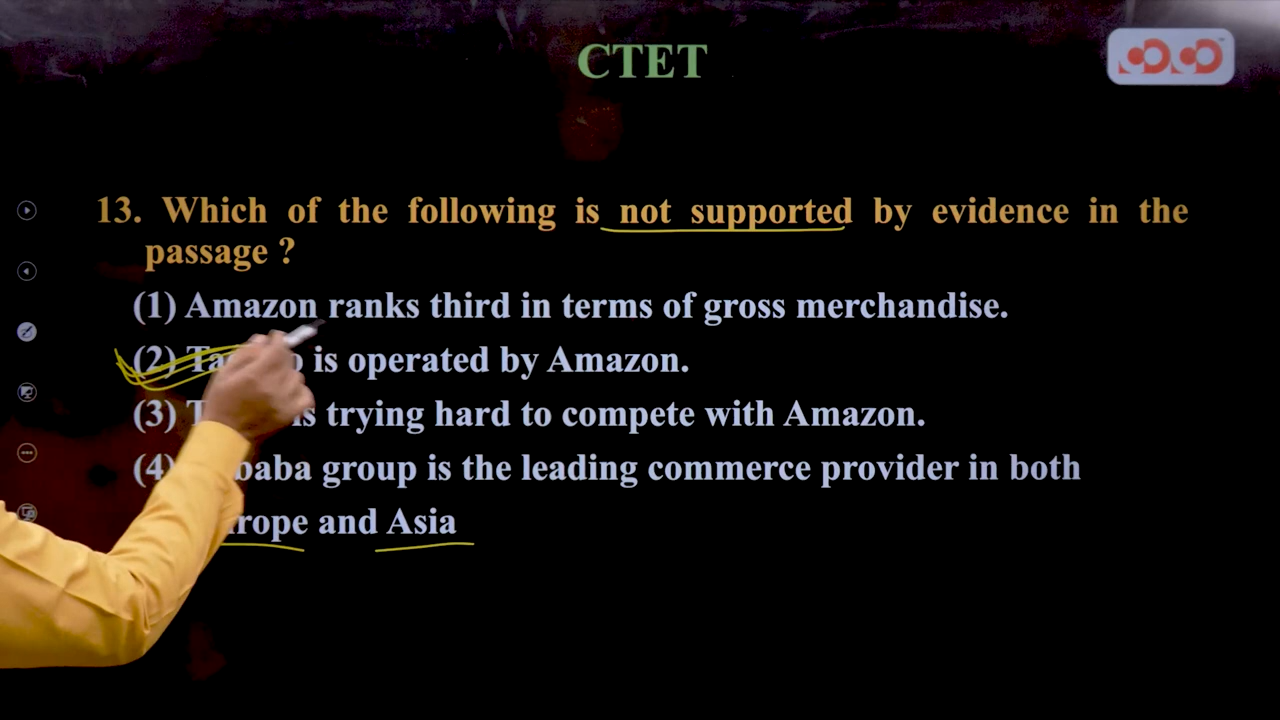 CTET
13. Which of the following is not supported by evidence in the
passage ?
(1) Amazon ranks third in terms of gross merchandise.
(2) is operated by Amazon.
(3) trying hard to compete with Amazon.
(4) group is the leading commerce provider in both
and Asia